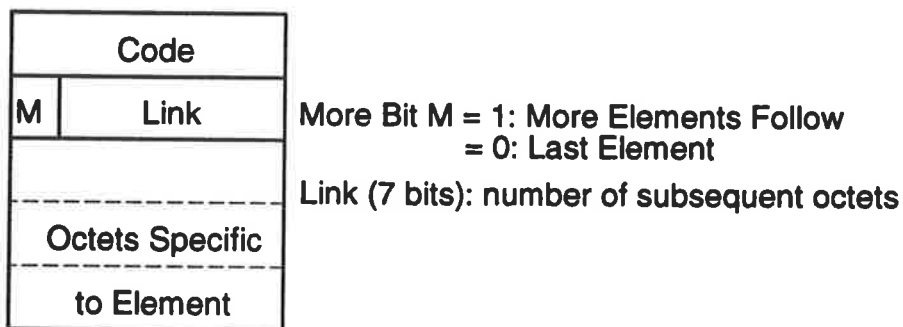 Code
M Link
More Bit M = 1: More Elements Follow
= 0: Last Element
Link (7 bits): number of subsequent octets
Octets Specific
to Element